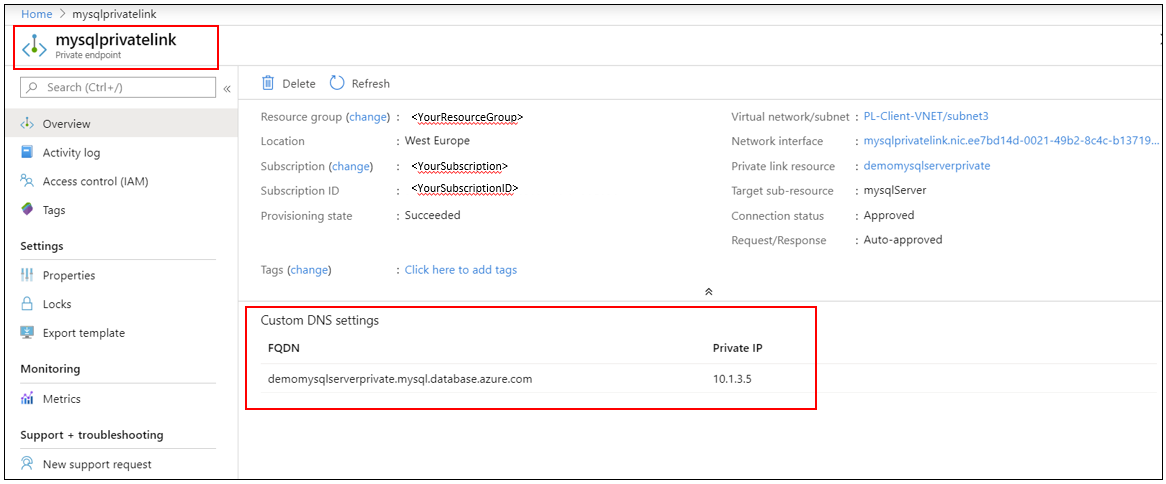 Home > mysqlprivatelink
mysqlprivatelink
Private endpoint
Search (Ctrl+/)
«
Overview
Activity log
Access control (IAM)
Tags
Settings
Properties
Locks
Export template
Monitoring
Metrics
Support + troubleshooting
New support request
Delete Refresh
Resource group (change) : <YourResourceGroup>
Location : West Europe
Subscription (change) : <YourSubscription>
Subscription ID : <YourSubscriptionID>
Provisioning state : Succeeded
Virtual network/subnet : PL-Client-VNET/subnet3
Network interface : mysqlprivatelink.nic.ee7bd14d-0021-49b2-8c4c-b13719...
Private link resource : demomysqlserverprivate
Target sub-resource : mysqlServer
Connection status : Approved
Request/Response : Auto-approved
Tags (change) : Click here to add tags
Custom DNS settings
FQDN Private IP
demomysqlserverprivate.mysql.database.azure.com 10.1.3.5